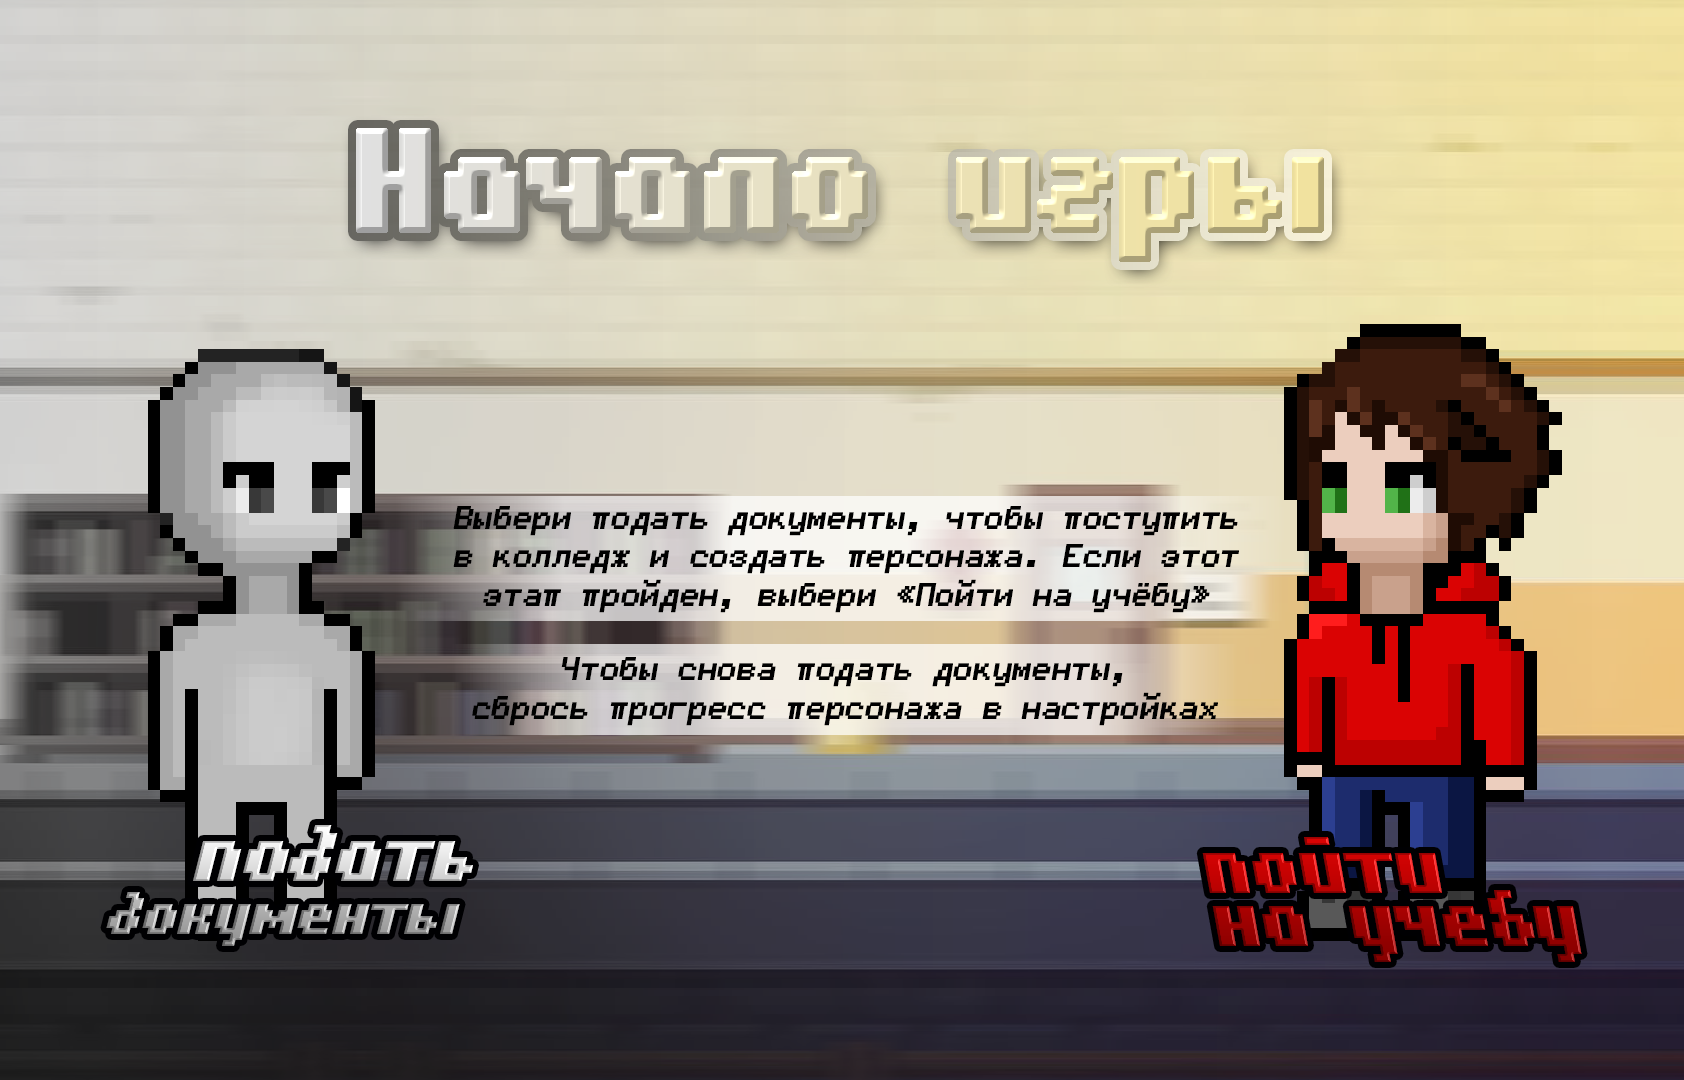 Начало игры
Выбери подать документы, чтобы поступить
в колледж и создать персонажа. Если этот
этап пройден, выбери «Пойти на учёбу»
Чтобы снова подать документы,
сбрось прогресс персонажа в настройках
подать
документы
пойти
на учебу